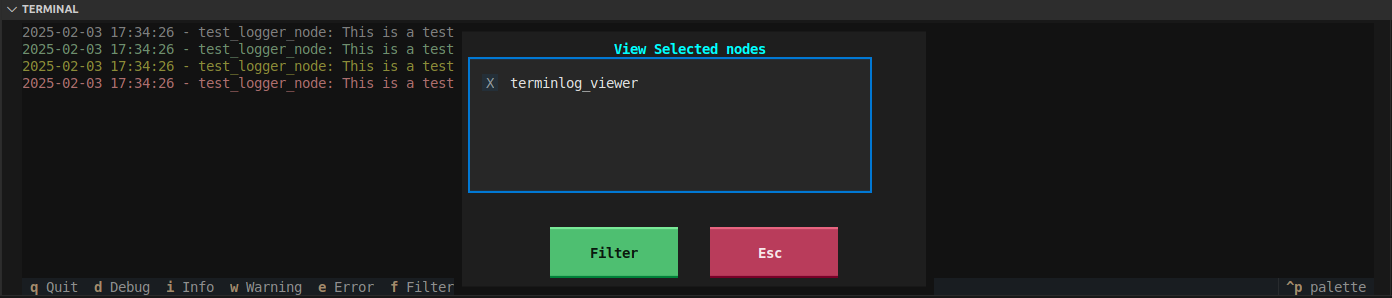 TERMINAL
2025-02-03 17:34:26 - test_logger_node: This is a test
2025-02-03 17:34:26 - test_logger_node: This is a test
2025-02-03 17:34:26 - test_logger_node: This is a test
2025-02-03 17:34:26 - test_logger_node: This is a test
View Selected nodes
X terminlog_viewer
Filter
Esc
q Quit d Debug i Info w Warning e Error f Filter
^p palette